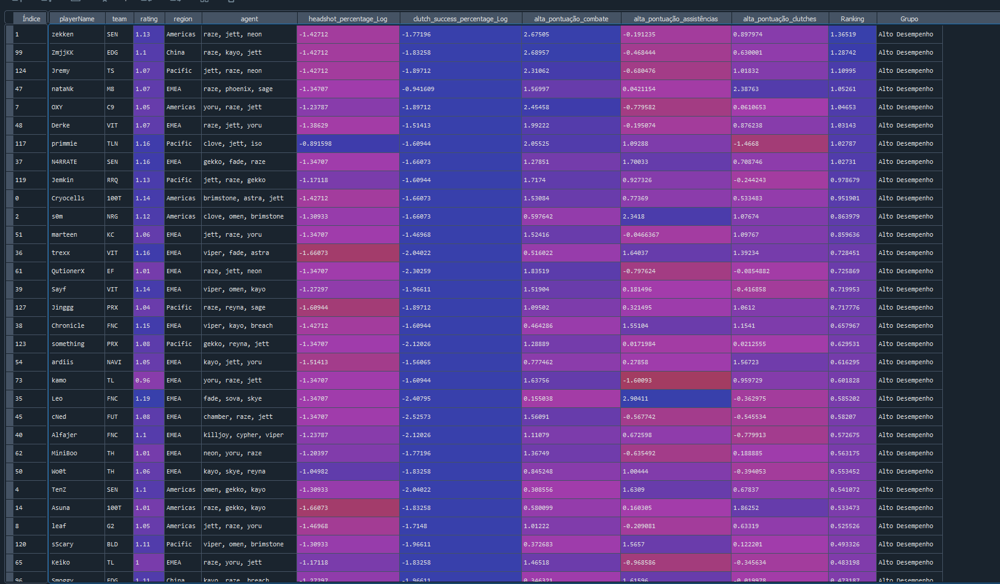 Índice playerName team rating region agent headshot_percentage_Log clutch_success_percentage_Log alta_pontuação_combate alta_pontuação_assistências alta_pontuação_clutches Ranking Grupo
1 zekken SEN 1.13 Americas raze, jett, neon -1.42712 -1.77196 2.67505 -0.191235 0.897974 1.36519 Alto Desempenho
99 ZmjjKK EDG 1.1 China raze, kayo, jett -1.42712 -1.83258 2.68957 -0.468444 0.630001 1.28742 Alto Desempenho
124 Jremy TS 1.07 Pacific jett, raze, neon -1.42712 -1.89712 2.31062 -0.680476 1.01832 1.10995 Alto Desempenho
47 nataNk M8 1.07 EMEA raze, phoenix, sage -1.34707 -0.941609 1.56997 0.0421154 2.38763 1.05261 Alto Desempenho
7 OXY C9 1.05 Americas yoru, raze, jett -1.23787 -1.89712 2.45458 -0.779582 0.0610653 1.04653 Alto Desempenho
48 Derke VIT 1.07 EMEA raze, jett, yoru -1.38629 -1.51413 1.99222 -0.195074 0.876238 1.03143 Alto Desempenho
117 primmie TLN 1.16 Pacific clove, jett, iso -0.891598 -1.60944 2.05525 1.09288 -1.4668 1.02787 Alto Desempenho
37 N4RRATE SEN 1.16 EMEA gekko, fade, raze -1.34707 -1.66073 1.27851 1.70033 0.708746 1.02731 Alto Desempenho
119 Jemkin RRQ 1.13 Pacific jett, raze, gekko -1.17118 -1.60944 1.7174 0.927326 -0.244243 0.978679 Alto Desempenho
0 Cryocells 100T 1.14 Americas brimstone, astra, jett -1.42712 -1.66073 1.53084 0.77369 0.533483 0.951901 Alto Desempenho
2 s0m NRG 1.12 Americas clove, omen, brimstone -1.30933 -1.66073 0.597642 2.3418 1.07674 0.863979 Alto Desempenho
51 marteen KC 1.06 EMEA jett, raze, yoru -1.34707 -1.46968 1.52416 -0.0466367 1.09767 0.859636 Alto Desempenho
36 trexx VIT 1.16 EMEA viper, fade, astra -1.66073 -2.04022 0.516022 1.64037 1.39234 0.728451 Alto Desempenho
61 QutionerX EF 1.01 EMEA raze, jett, neon -1.34707 -2.30259 1.83519 -0.797624 -0.0854882 0.725869 Alto Desempenho
39 Sayf VIT 1.14 EMEA viper, omen, kayo -1.27297 -1.96611 1.51904 0.181496 -0.416858 0.719953 Alto Desempenho
127 Jinggg PRX 1.04 Pacific raze, reyna, sage -1.60944 -1.89712 1.09502 0.321495 1.0612 0.717776 Alto Desempenho
38 Chronicle FNC 1.15 EMEA viper, kayo, breach -1.42712 -1.60944 0.464286 1.55104 1.1541 0.657967 Alto Desempenho
123 something PRX 1.08 Pacific gekko, reyna, jett -1.34707 -2.12026 1.28889 0.0171984 0.0212555 0.629531 Alto Desempenho
54 ardiis NAVI 1.05 EMEA kayo, jett, yoru -1.51413 -1.56065 0.777462 0.27858 1.56723 0.616295 Alto Desempenho
73 kamo TL 0.96 EMEA yoru, raze, jett -1.34707 -1.60944 1.63756 -1.60093 0.959729 0.601828 Alto Desempenho
35 Leo FNC 1.19 EMEA fade, sova, skye -1.34707 -2.40795 0.155038 2.90411 -0.362975 0.585202 Alto Desempenho
45 cNed FUT 1.08 EMEA chamber, raze, jett -1.34707 -2.52573 1.56091 -0.567742 -0.545534 0.58207 Alto Desempenho
40 Alfajer FNC 1.1 EMEA killjoy, cypher, viper -1.23787 -2.12026 1.11079 0.672598 -0.779913 0.572675 Alto Desempenho
62 MiniBoo TH 1.01 EMEA neon, yoru, raze -1.20397 -1.77196 1.36749 -0.635492 0.188885 0.563175 Alto Desempenho
50 Wo0t TH 1.06 EMEA kayo, skye, reyna -1.04982 -1.83258 0.845248 1.00444 -0.394053 0.553452 Alto Desempenho
4 TenZ SEN 1.1 Americas omen, gekko, kayo -1.30933 -2.04022 0.308556 1.6309 0.67837 0.541072 Alto Desempenho
14 Asuna 100T 1.01 Americas raze, gekko, kayo -1.66073 -1.83258 0.580099 0.160305 1.86252 0.533473 Alto Desempenho
8 leaf G2 1.05 Americas jett, raze, yoru -1.46968 -1.7148 1.01222 -0.209081 0.63319 0.525526 Alto Desempenho
120 sScary BLD 1.11 Pacific viper, omen, brimstone -1.30933 -1.96611 0.372683 1.5657 0.122201 0.493326 Alto Desempenho
65 Keiko TL 1 EMEA raze, yoru, jett -1.17118 -1.83258 1.46518 -0.968586 -0.345634 0.483198 Alto Desempenho
96 Smoggy EDG 1.11 China kayo, raze, breach -1.27297 -1.96611 0.346321 1.61596 -0.019978 0.473187 Alto Desempenho